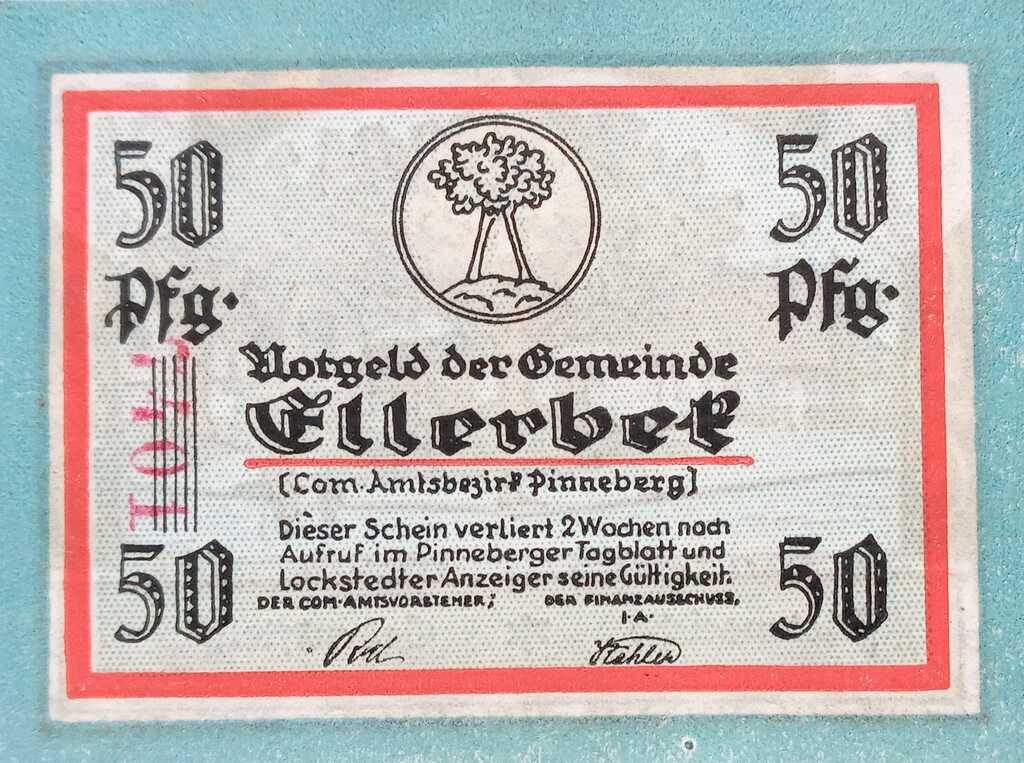 50 50
Pfg. Pfg.
Notgeld der Gemeinde
Ellerbek
(Com. Amtsbezirk Pinneberg)
Dieser Schein verliert 2 Wochen nach
Aufruf im Pinneberger Tagblatt und
Lockstedter Anzeiger seine Gültigkeit.
DER COM-AMTSVORSTEHER; DER FINANZAUSSCHUSS,
I.A.
50 50